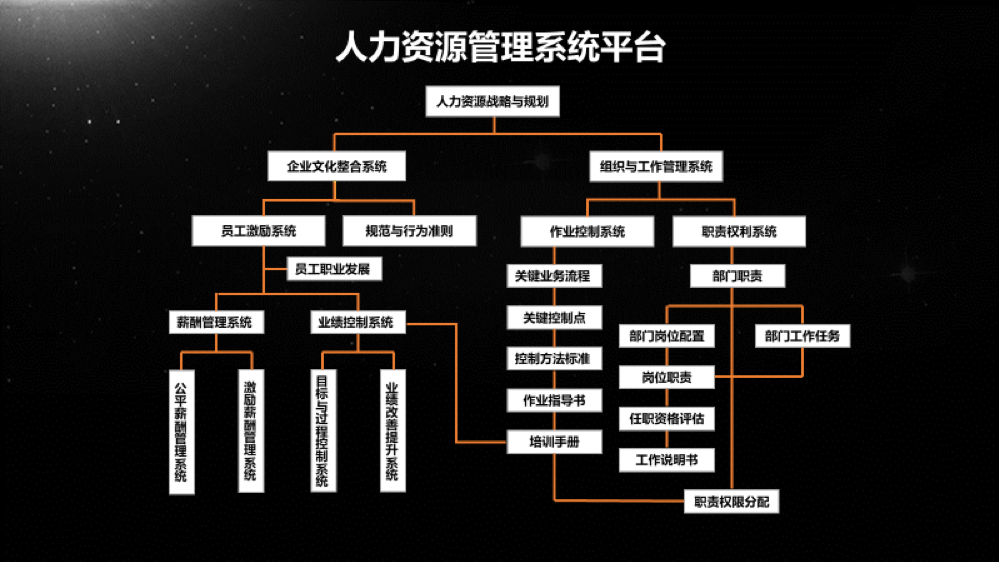 人力资源管理系统平台
人力资源战略与规划
企业文化整合系统
组织与工作管理系统
员工激励系统
规范与行为准则
作业控制系统
职责权利系统
员工职业发展
关键业务流程
部门职责
薪酬管理系统
业绩控制系统
关键控制点
部门岗位配置
部门工作任务
控制方法标准
岗位职责
公平薪酬管理系统
激励薪酬管理系统
目标与过程控制系统
业绩改善提升系统
作业指导书
任职资格评估
培训手册
工作说明书
职责权限分配